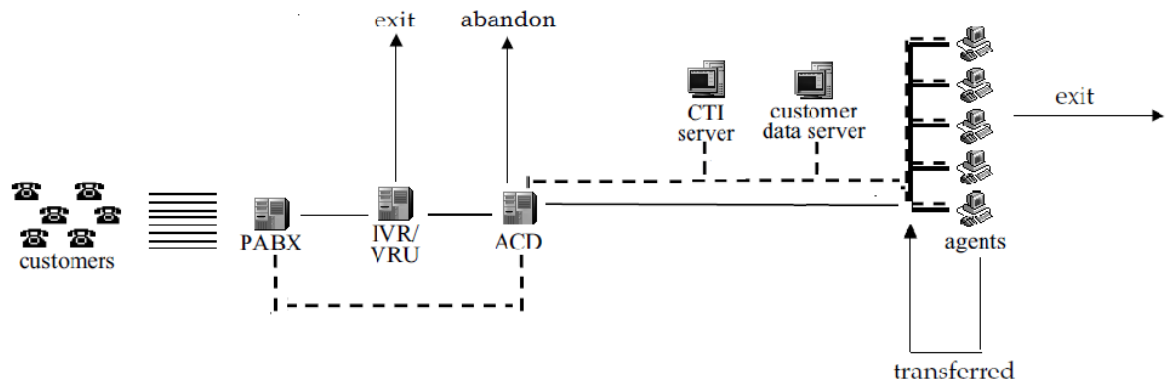 exit
abandon
CTI
server
customer
data server
exit
customers
PABX
IVR/
VRU
ACD
agents
transferred